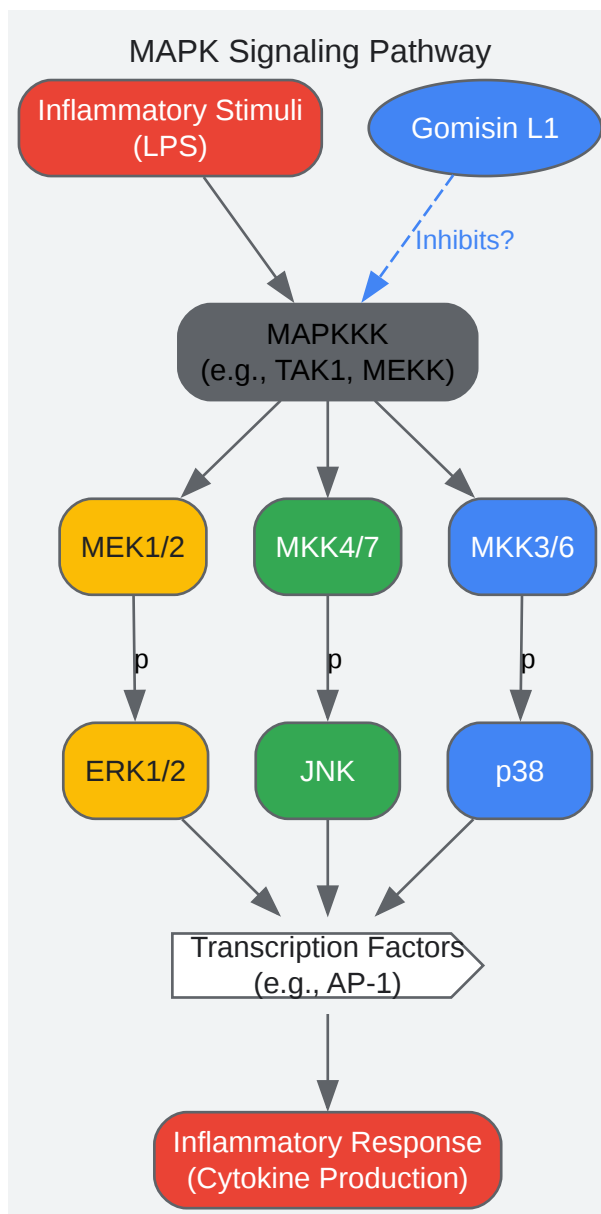 MAPK Signaling Pathway
Inflammatory Stimuli
(LPS)
Gomisin L1
Inhibits?
MAPKKK
(e.g., TAK1, MEKK)
MEK1/2
MKK4/7
MKK3/6
p
p
p
ERK1/2
JNK
p38
Transcription Factors
(e.g., AP-1)
Inflammatory Response
(Cytokine Production)